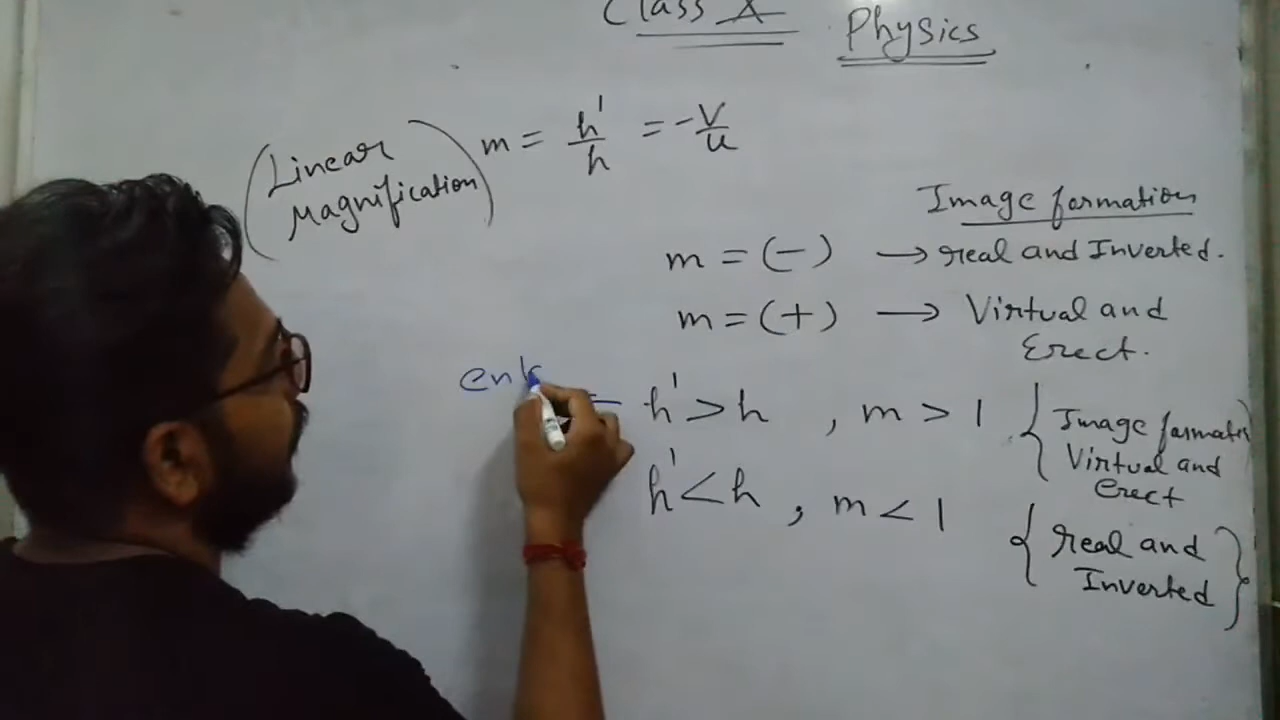 Class X Physics
(Linear Magnification) m = h'/h = -v/u
Image formation
m = (-) → real and Inverted.
m = (+) → Virtual and
Erect.
h' > h , m > 1 { Image
Virtual and
erect
h' < h , m < 1 { real and
Inverted }